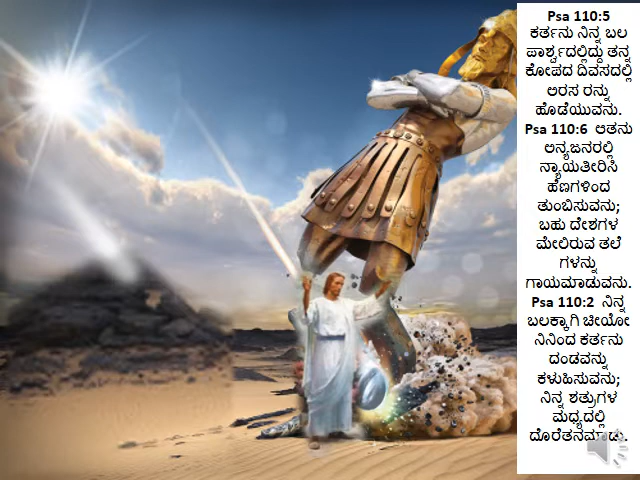 Psa 110:5
ಕರ್ತನು ನಿನ್ನ ಬಲ
ಪಾರ್ಶ್ವದಲ್ಲಿದ್ದು ತನ್ನ
ಕೋಪದ ದಿವಸದಲ್ಲಿ
ಅರಸ ರನ್ನು
ಹೊಡೆಯುವನು.
Psa 110:6 ಆತನು
ಅನ್ಯಜನರಲ್ಲಿ
ನ್ಯಾಯತೀರಿಸಿ
ಹೆಣಗಳಿಂದ
ತುಂಬಿಸುವನು;
ಬಹು ದೇಶಗಳ
ಮೇಲಿರುವ ತಲೆ
ಗಳನ್ನು
ಗಾಯಮಾಡುವನು.
Psa 110:2 ನಿನ್ನ
ಬಲಕ್ಕಾಗಿ ಚೀಯೋ
ನಿನಿಂದ ಕರ್ತನು
ದಂಡವನ್ನು
ಕಳುಹಿಸುವನು;
ನಿನ್ನ ಶತ್ರುಗಳ
ಮಧ್ಯದಲ್ಲಿ
ದೊರೆತನಮಾಡು.